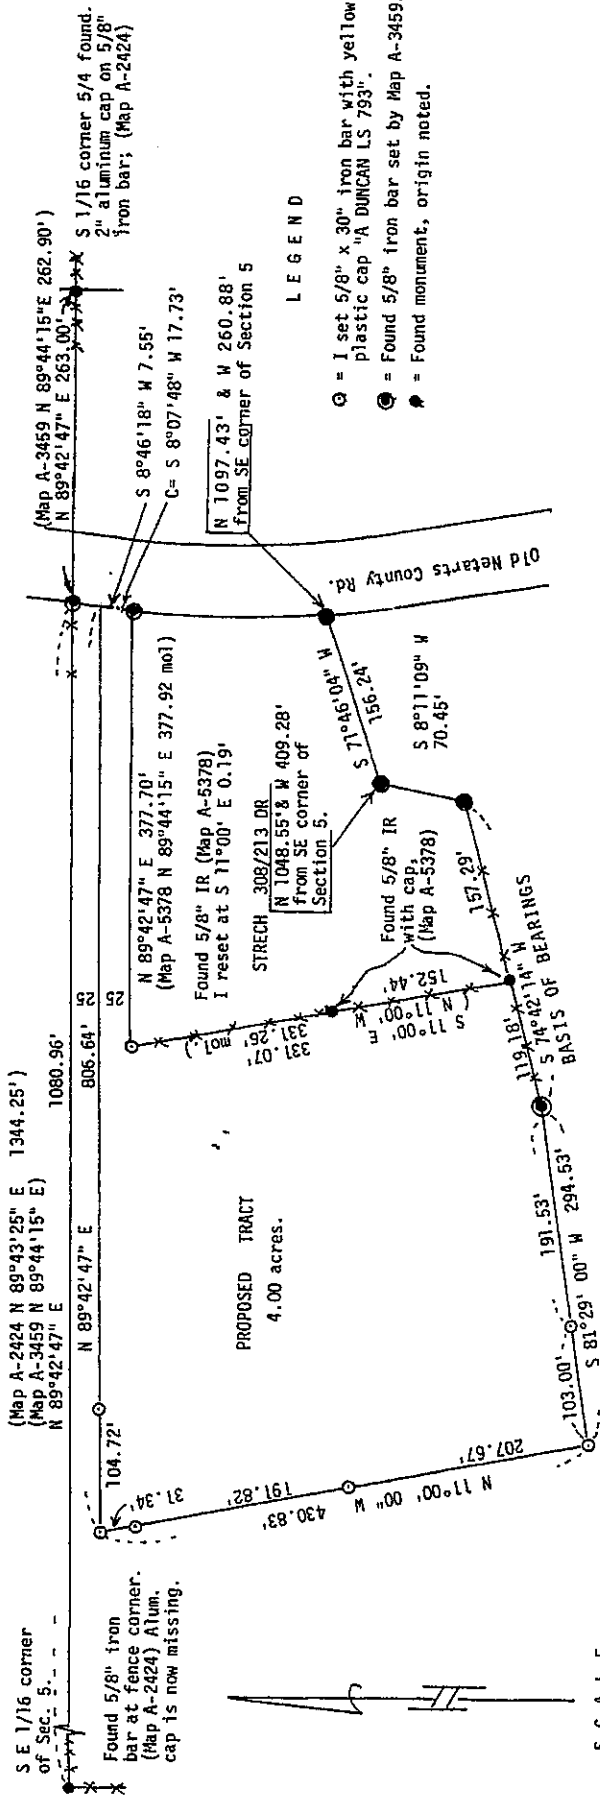 S E 1/16 corner
of Sec. 5.
Found 5/8" iron
bar at fence corner.
(Map A-2424) Alum.
cap is now missing.
(Map A-2424 N 89°43'25" E 1344.25')
(Map A-3459 N 89°44'15" E)
N 89°42'47" E 1080.96'
N 89°42'47" E 806.64'
104.72'
31.34'
191.82'
430.83'
N 11°00' 00" W
207.67'
PROPOSED TRACT
4.00 acres.
103.00'
191.53'
S 81°29' 00" W 294.53'
119.18'
S 74°42'14" W
157.29'
BASIS OF BEARINGS
25
25
(Map A-3459 N 89°44'15"E 262.90')
N 89°42'47" E 263.00'
S 1/16 corner 5/4 found.
2" aluminum cap on 5/8"
iron bar; (Map A-2424)
S 8°46'18" W 7.55'
C= S 8°07'48" W 17.73'
N 89°42'47" E 377.70'
(Map A-5378 N 89°44'15" E 377.92 mol)
Found 5/8" IR (Map A-5378)
I reset at S 11°00' E 0.19'
331.07'
331.26'
mol.)
S 11°00' E
( N 11°00' W
152.44'
STRECH 308/213 DR
N 1048.55'& W 409.28'
from SE corner of
Section 5.
Found 5/8" IR
with cap,
(Map A-5378)
N 1097.43' & W 260.88'
from SE corner of Section 5
S 71°46'04" W
156.24'
S 8°11'09" W
70.45'
Old Netarts County Rd.
LEGEND
= I set 5/8" x 30" iron bar with yellow
plastic cap "A DUNCAN LS 793".
= Found 5/8" iron bar set by Map A-3459.
= Found monument, origin noted.
SCALE